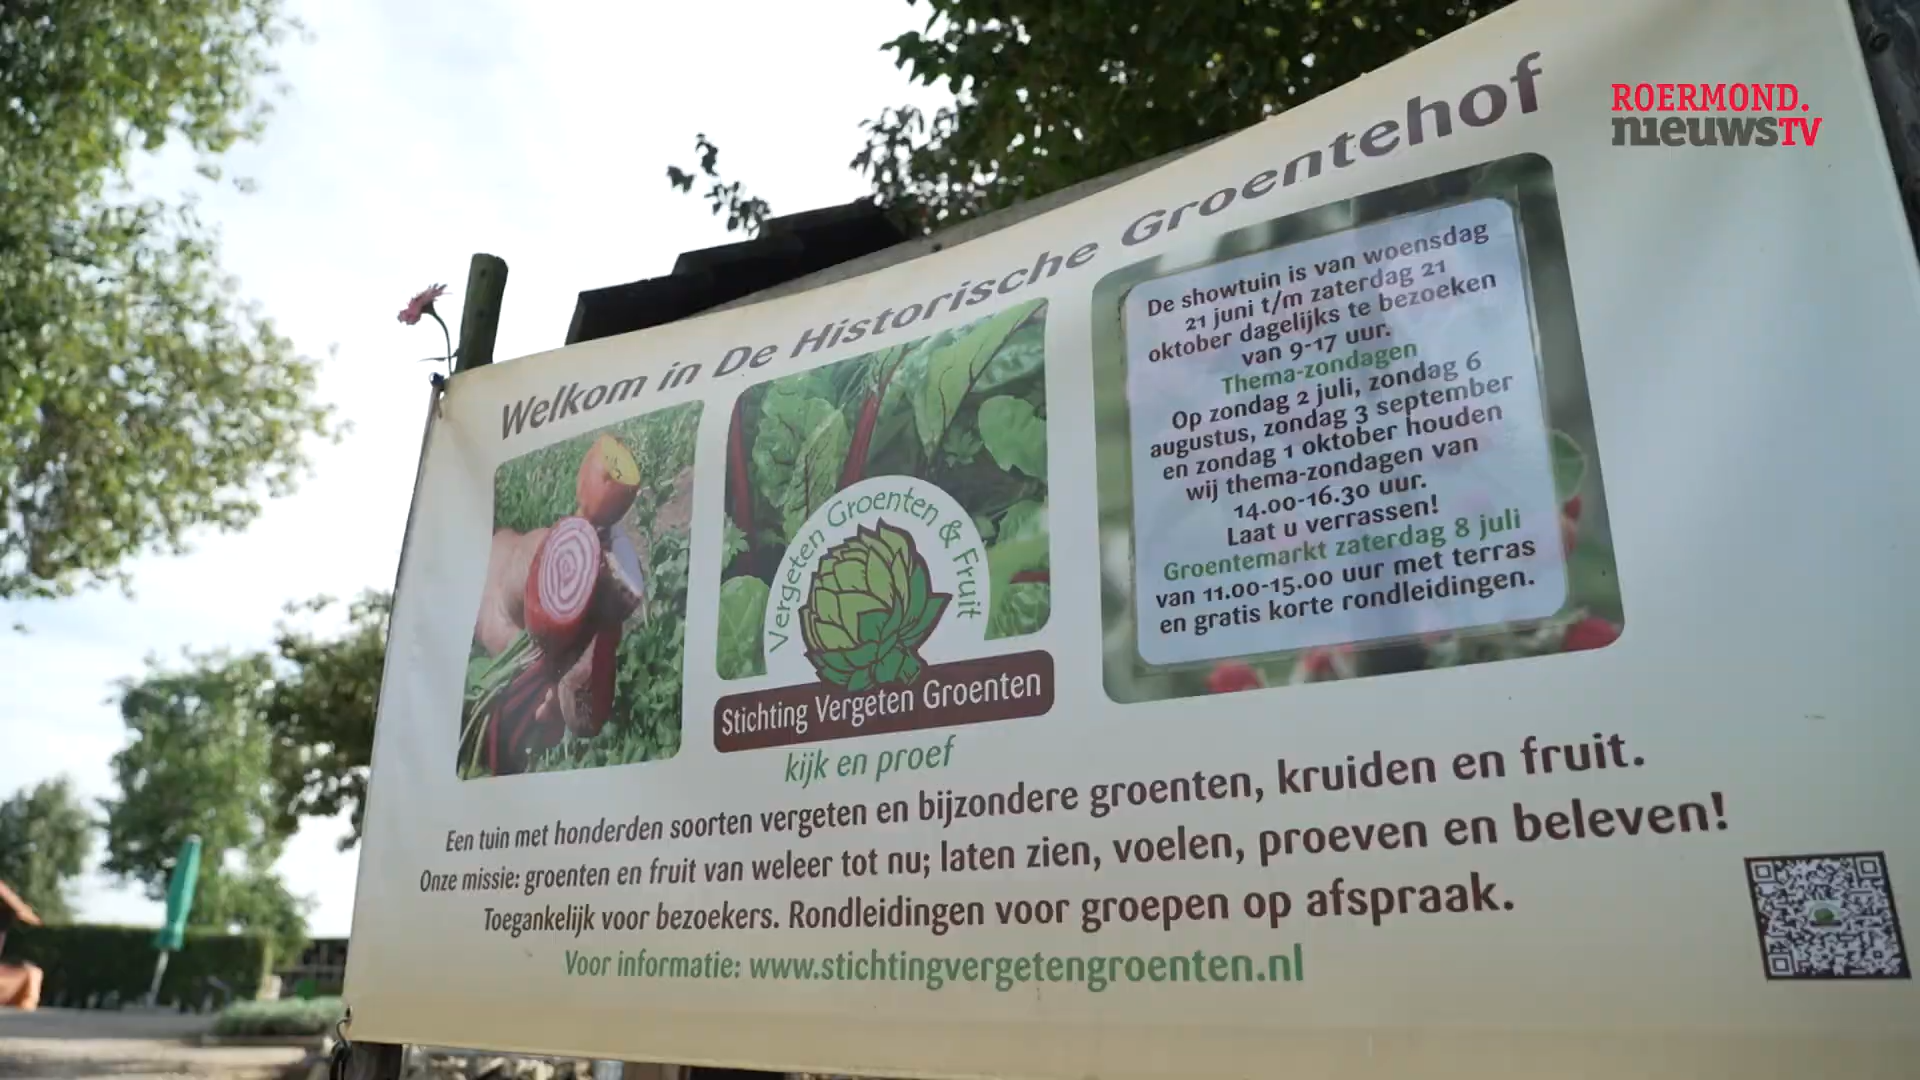 ROERMOND.
nieuwsTV
Welkom in De Historische Groentehof
De showtuin is van woensdag
21 juni t/m zaterdag 21
oktober dagelijks te bezoeken
van 9-17 uur.
Thema-zondagen
Op zondag 2 juli, zondag 6
augustus, zondag 3 september
en zondag 1 oktober houden
wij thema-zondagen van
14.00-16.30 uur.
Laat u verrassen!
Groentemarkt zaterdag 8 juli
van 11.00-15.00 uur met terras
en gratis korte rondleidingen.
Vergeten Groenten & Fruit
Stichting Vergeten Groenten
kijk en proef
Een tuin met honderden soorten vergeten en bijzondere groenten, kruiden en fruit.
Onze missie: groenten en fruit van weleer tot nu; laten zien, voelen, proeven en beleven!
Toegankelijk voor bezoekers. Rondleidingen voor groepen op afspraak.
Voor informatie: www.stichtingvergetengroenten.nl